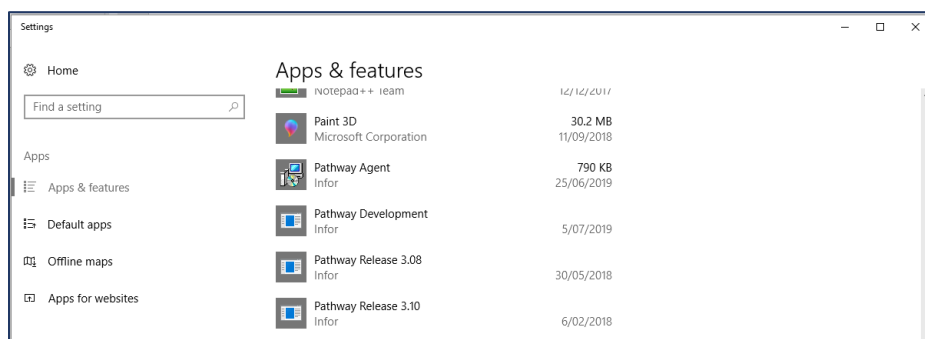 Settings
Home
Find a setting
Apps
Apps & features
Default apps
Offline maps
Apps for websites
Apps & features
Notepad++ Team 12/12/2017
Paint 3D 30.2 MB
Microsoft Corporation 11/09/2018
Pathway Agent 790 KB
Infor 25/06/2019
Pathway Development
Infor 5/07/2019
Pathway Release 3.08
Infor 30/05/2018
Pathway Release 3.10
Infor 6/02/2018